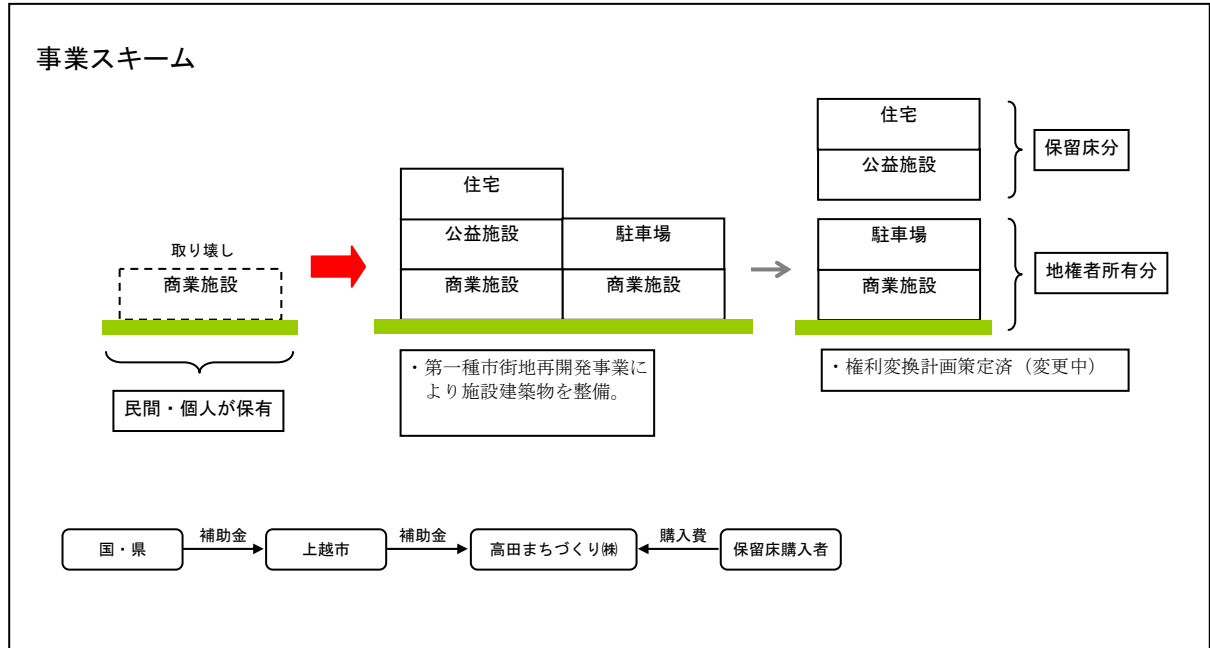 事業スキーム
取り壊し
商業施設
民間・個人が保有
住宅
公益施設
駐車場
商業施設
商業施設
・第一種市街地再開発事業に
より施設建築物を整備。
住宅
公益施設
保留床分
駐車場
商業施設
地権者所有分
・権利変換計画策定済（変更中）
国・県
補助金
上越市
補助金
高田まちづくり㈱
購入費
保留床購入者